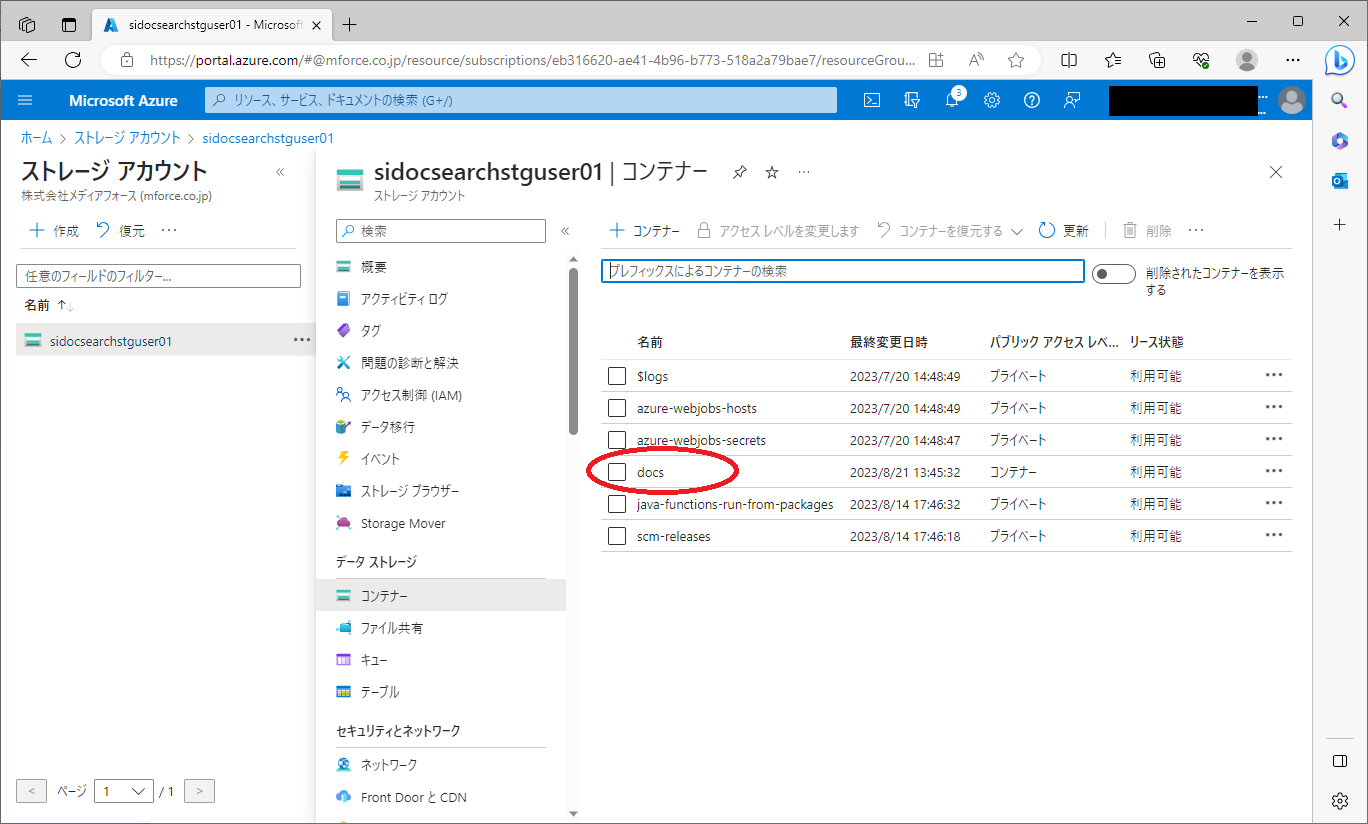 sidocsearchstguser01 - Microsoft
https://portal.azure.com/#@mforce.co.jp/resource/subscriptions/eb316620-ae41-4b96-b773-518a2a79bae7/resourceGrou...
Microsoft Azure
リソース、サービス、ドキュメントの検索 (G+/)
3
ホーム > ストレージ アカウント > sidocsearchstguser01
ストレージ アカウント
株式会社メディアフォース (mforce.co.jp)
作成 復元 ...
任意のフィールドのフィルター...
名前
sidocsearchstguser01
< ページ 1 / 1 >
sidocsearchstguser01 | コンテナー
ストレージ アカウント
検索
概要
アクティビティ ログ
タグ
問題の診断と解決
アクセス制御 (IAM)
データ移行
イベント
ストレージ ブラウザー
Storage Mover
データ ストレージ
コンテナー
ファイル共有
キュー
テーブル
セキュリティとネットワーク
ネットワーク
Front Door と CDN
コンテナー アクセス レベルを変更します コンテナーを復元する 更新 削除 ...
プレフィックスによるコンテナーの検索
削除されたコンテナーを表示
する
名前 最終変更日時 パブリック アクセス レベ... リース状態
$logs 2023/7/20 14:48:49 プライベート 利用可能
azure-webjobs-hosts 2023/7/20 14:48:49 プライベート 利用可能
azure-webjobs-secrets 2023/7/20 14:48:47 プライベート 利用可能
docs 2023/8/21 13:45:32 コンテナー 利用可能
java-functions-run-from-packages 2023/8/14 17:46:32 プライベート 利用可能
scm-releases 2023/8/14 17:46:18 プライベート 利用可能